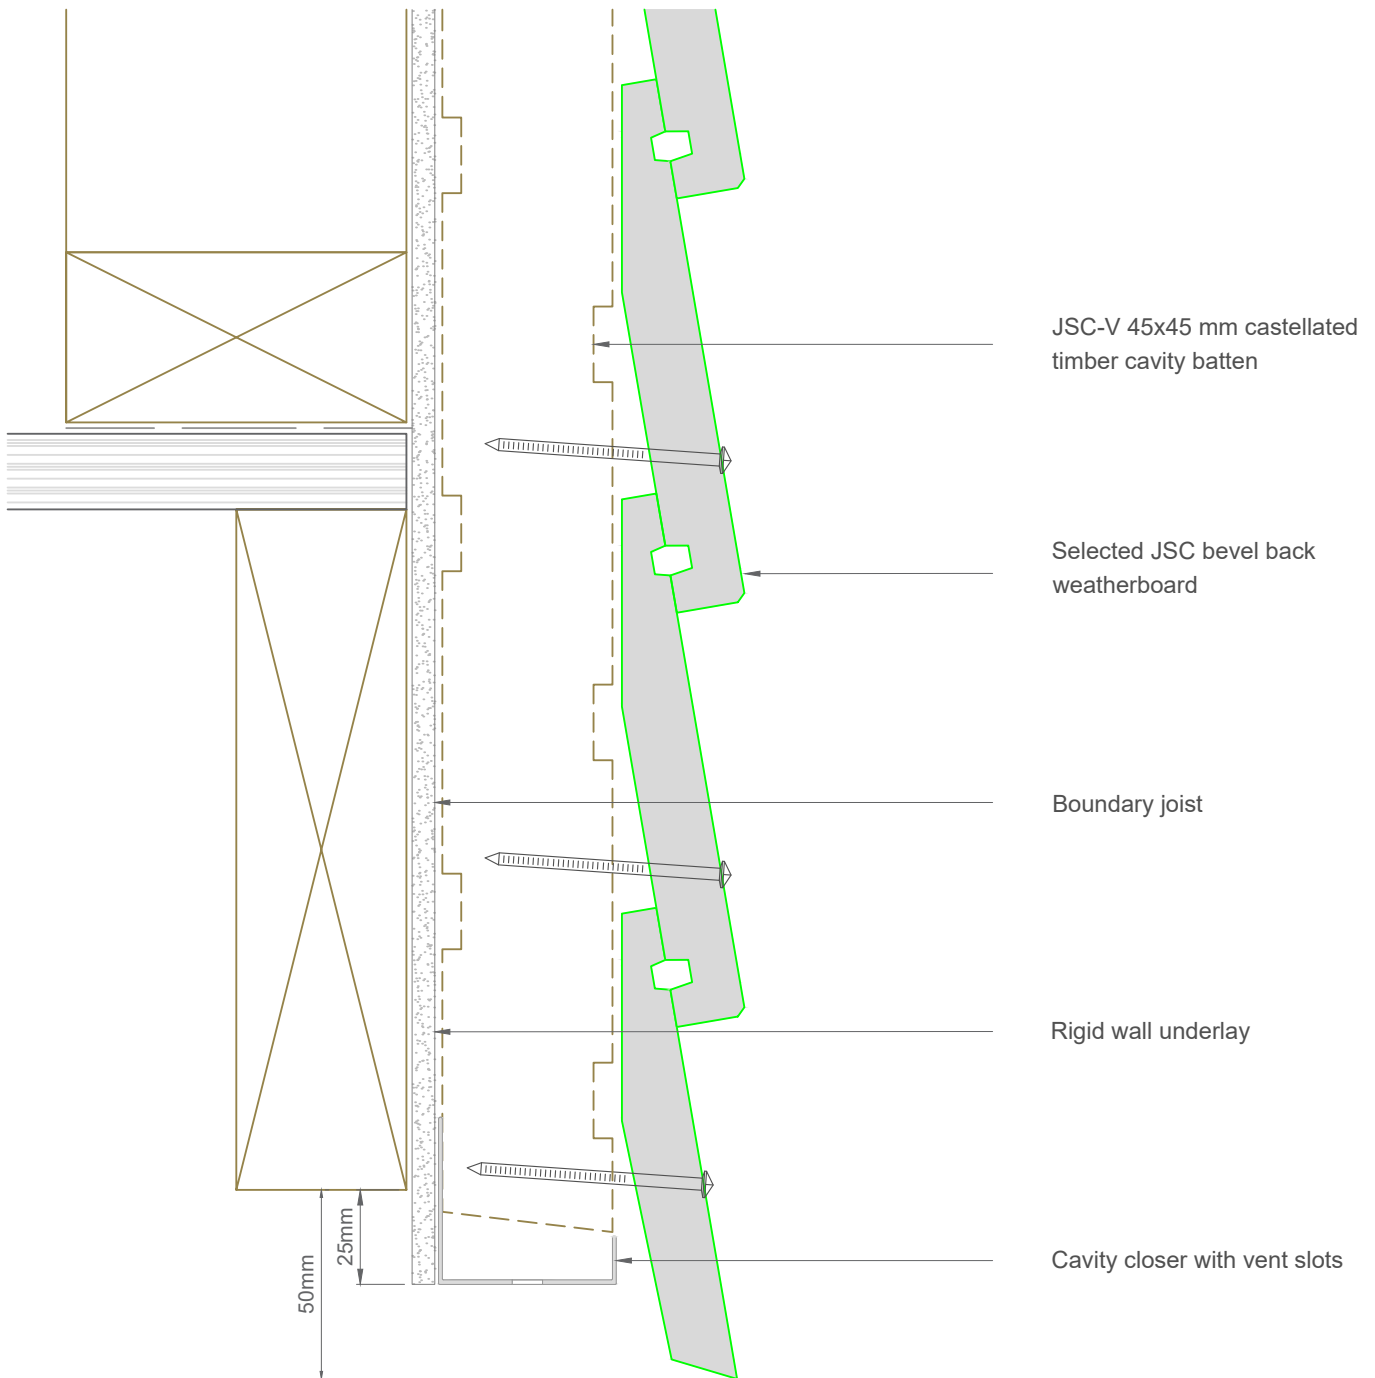 JSC-V 45x45 mm castellated
timber cavity batten
Selected JSC bevel back
weatherboard
Boundary joist
Rigid wall underlay
Cavity closer with vent slots
25mm
50mm